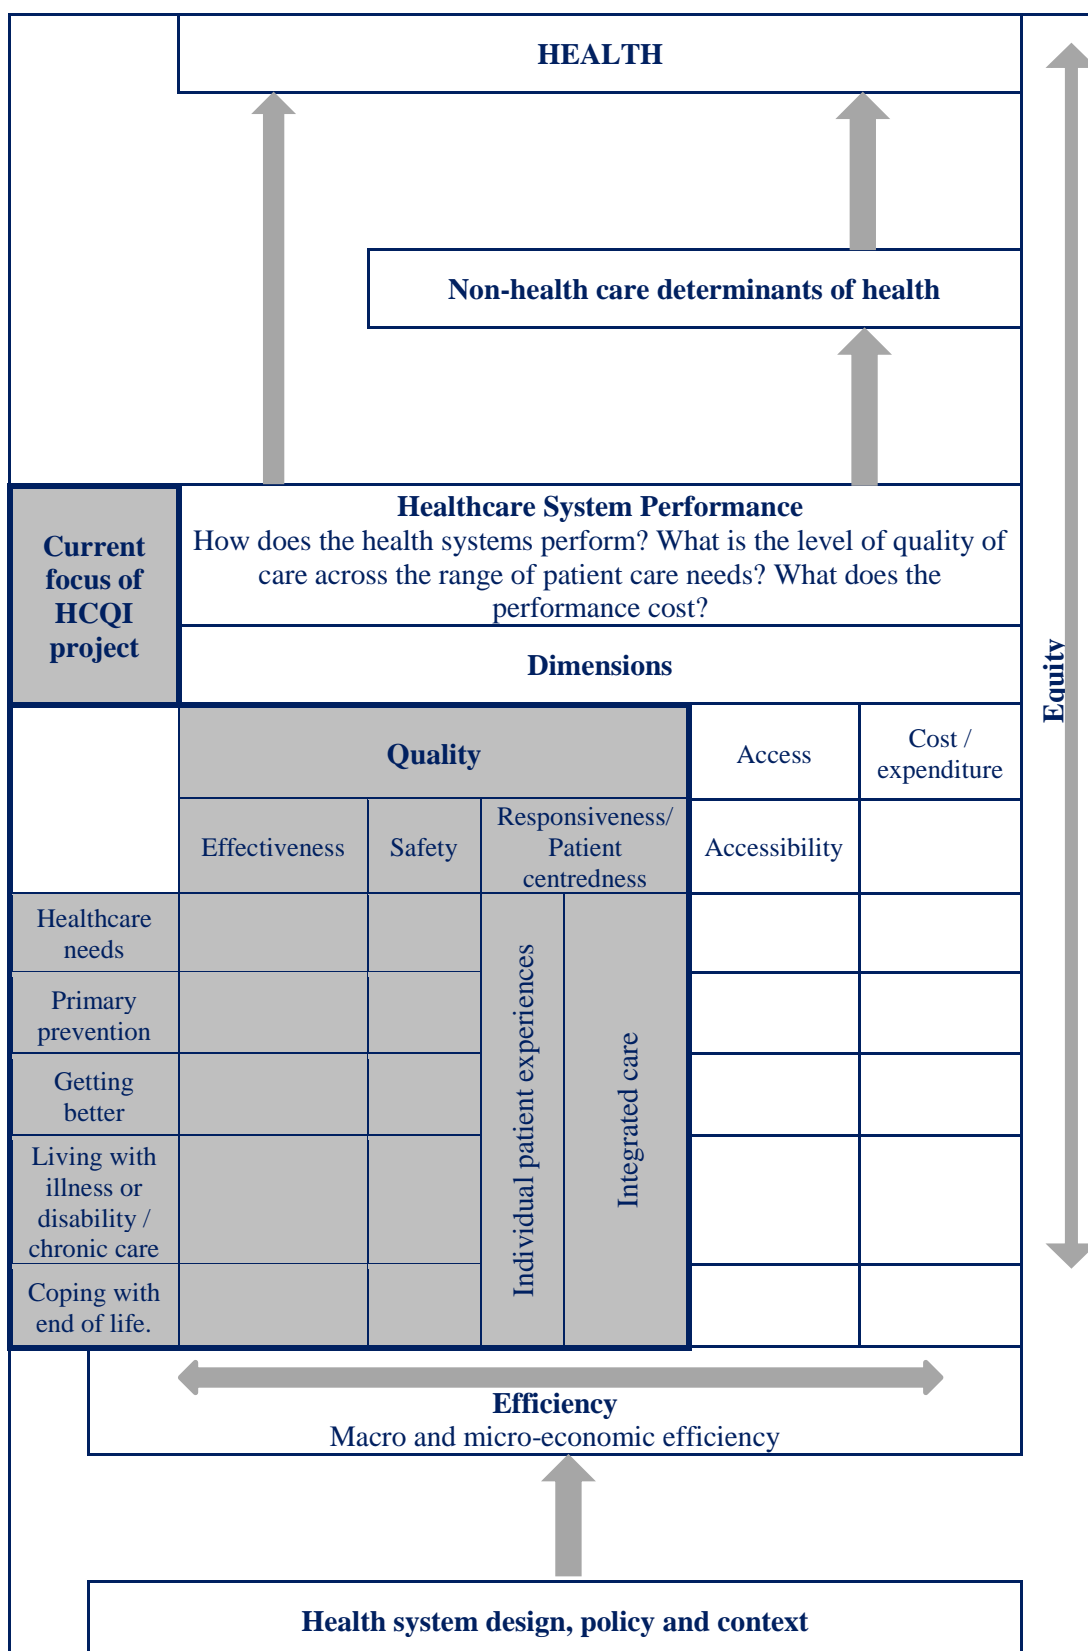 HEALTH
Non-health care determinants of health
Current
focus of
HCQI
project
Healthcare System Performance
How does the health systems perform? What is the level of quality of
care across the range of patient care needs? What does the
performance cost?
Dimensions
Equity
Quality
Access
Cost /
expenditure
Effectiveness
Safety
Responsiveness/
Patient
centredness
Accessibility
Healthcare
needs
Primary
prevention
Getting
better
Living with
illness or
disability /
chronic care
Coping with
end of life.
Individual patient experiences
Integrated care
Efficiency
Macro and micro-economic efficiency
Health system design, policy and context